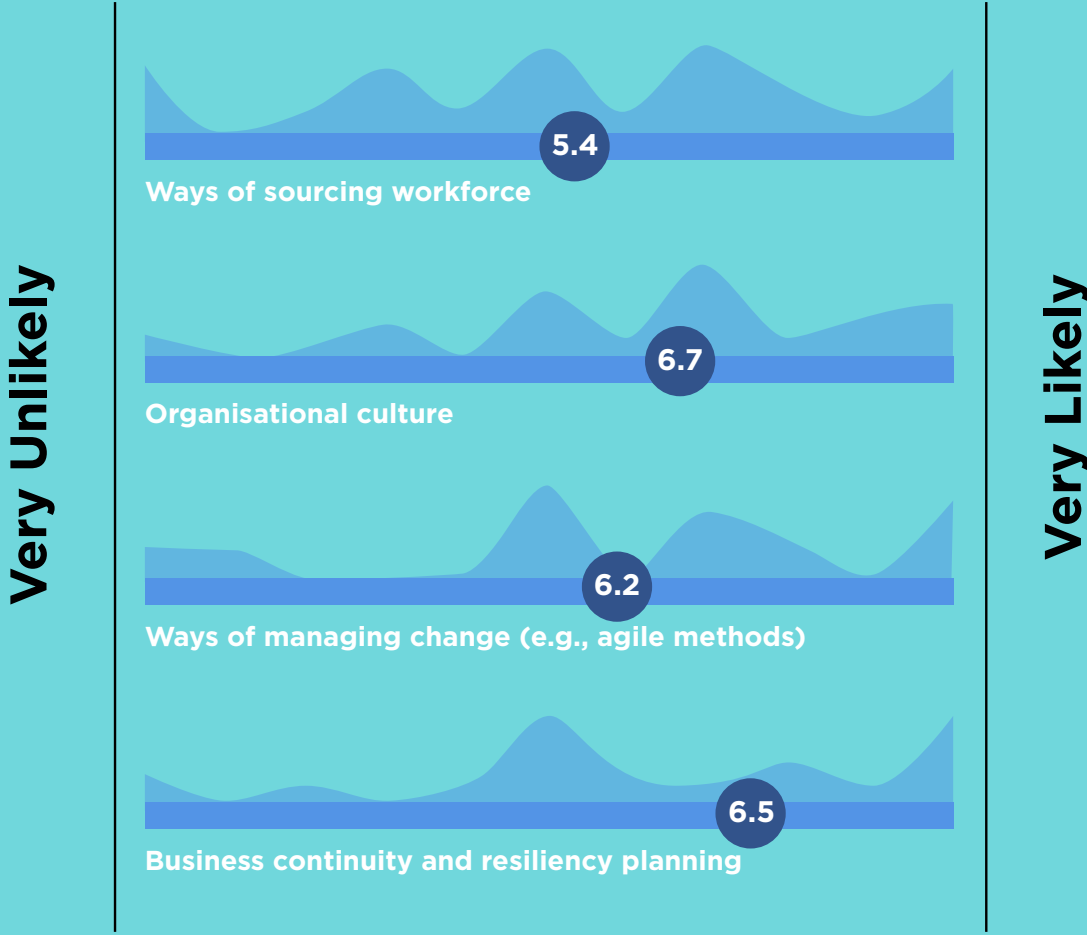 Very Unlikely
5.4
Ways of sourcing workforce
6.7
Organisational culture
6.2
Ways of managing change (e.g., agile methods)
6.5
Business continuity and resiliency planning
Very Likely